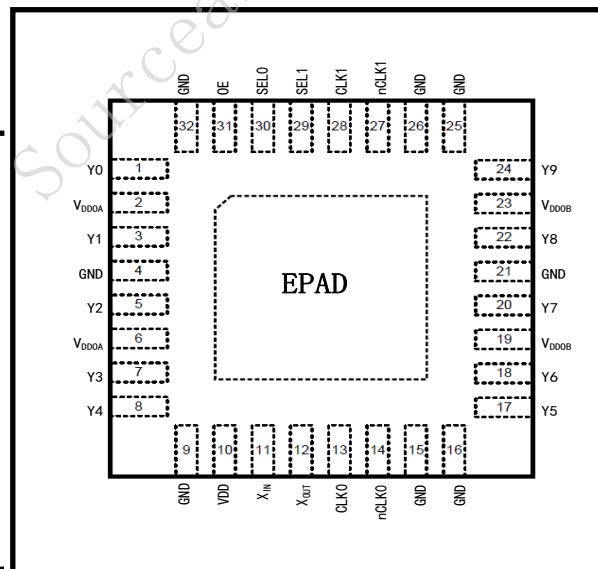 GND OE SEL0 SEL1 CLK1 nCLK1 GND GND
32 31 30 29 28 27 26 25
Y0 1 24 Y9
VDDOA 2 23 VDDOB
Y1 3 22 Y8
GND 4 21 GND
EPAD
Y2 5 20 Y7
VDDOA 6 19 VDDOB
Y3 7 18 Y6
Y4 8 17 Y5
9 10 11 12 13 14 15 16
GND VDD XIN XOUT CLK0 nCLK0 GND GND